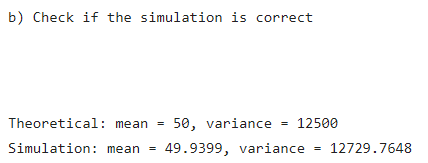 b) Check if the simulation is correct
Theoretical: mean = 50, variance = 12500
Simulation: mean = 49.9399, variance = 12729.7648